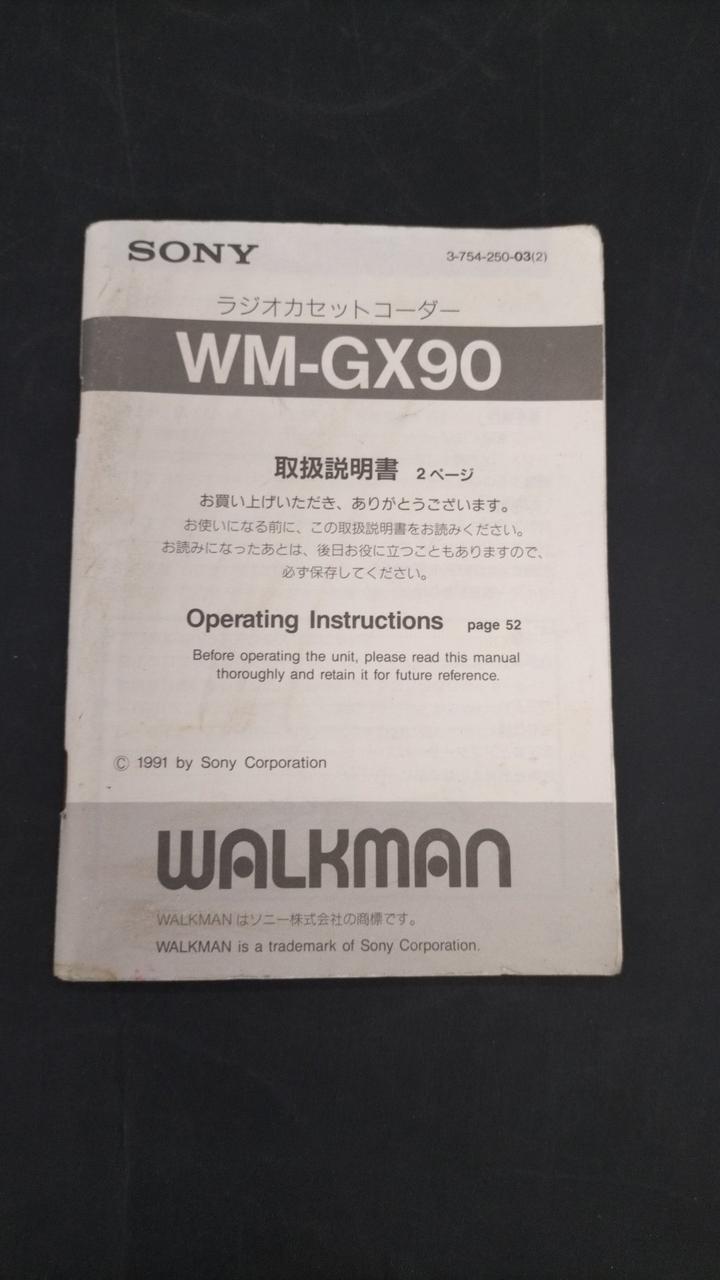 SONY
3-754-250-03(2)
ラジオカセットコーダー
WM-GX90
取扱説明書 2ページ
お買い上げいただき、ありがとうございます。
お使いになる前に、この取扱説明書をお読みください。
お読みになったあとは、後日お役に立つこともありますので、
必ず保存してください。
Operating Instructions page 52
Before operating the unit, please read this manual
thoroughly and retain it for future reference.
© 1991 by Sony Corporation
WALKMAN
WALKMAN はソニー株式会社の商標です。
WALKMAN is a trademark of Sony Corporation.